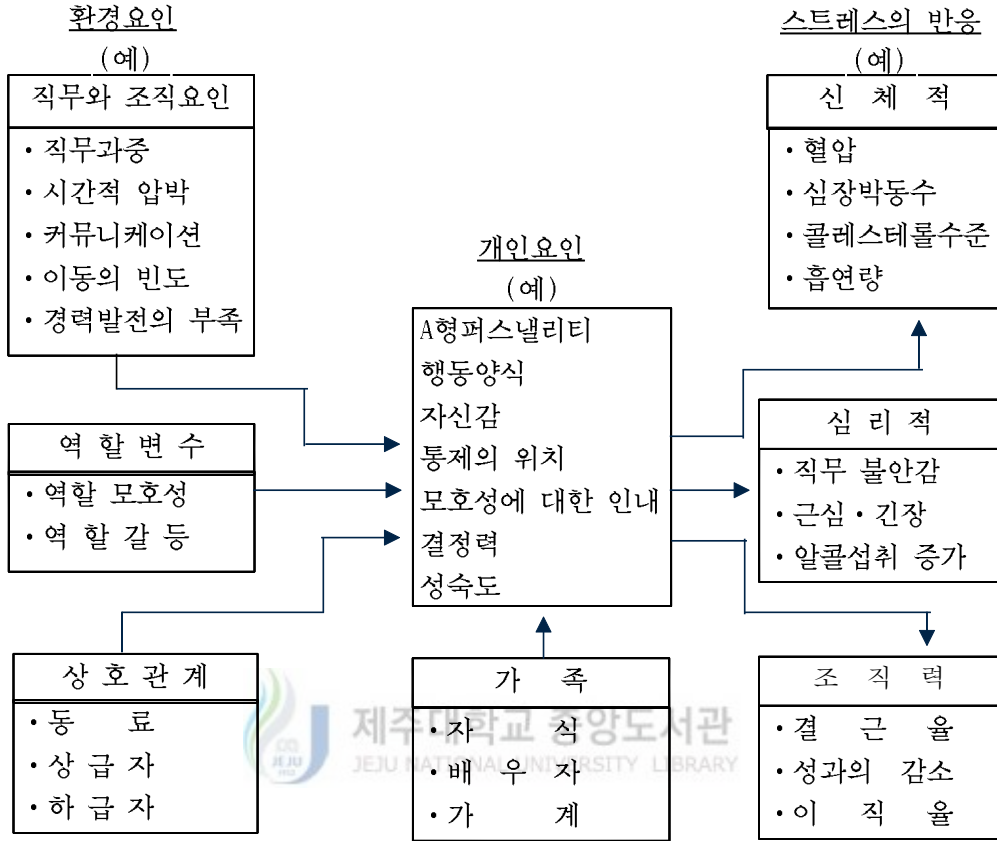 환경요인
(예)
직무와 조직요인
・직무과중
・시간적 압박
・커뮤니케이션
・이동의 빈도
・경력발전의 부족
역 할 변 수
・역할 모호성
・역 할 갈 등
상 호 관 계
・동 료
・상 급 자
・하 급 자
개인요인
(예)
A형퍼스낼리티
행동양식
자신감
통제의 위치
모호성에 대한 인내
결정력
성숙도
가 족
・자 식
・배 우 자
・가 계
스트레스의 반응
(예)
신 체 적
・혈압
・심장박동수
・콜레스테롤수준
・흡연량
심 리 적
・직무 불안감
・근심・긴장
・알콜섭취 증가
조 직 력
・결 근 율
・성과의 감소
・이 직 율
제주대학교 중앙도서관
JEJU NATIONAL UNIVERSITY LIBRARY
JEJU
1952